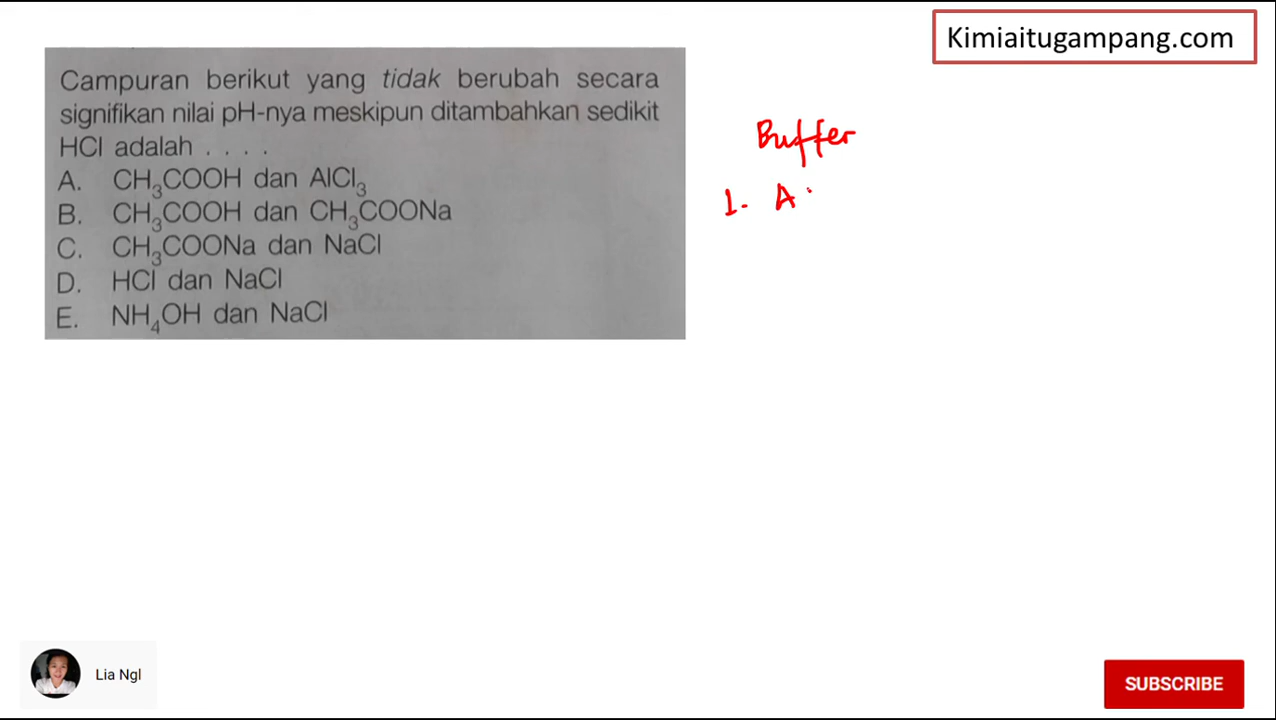 Kimiaitugampang.com
Campuran berikut yang tidak berubah secara
signifikan nilai pH-nya meskipun ditambahkan sedikit
HCl adalah . . . .
A. CH₃COOH dan AlCl₃
B. CH₃COOH dan CH₃COONa
C. CH₃COONa dan NaCl
D. HCl dan NaCl
E. NH₄OH dan NaCl
Buffer
1. A
Lia Ngl
SUBSCRIBE